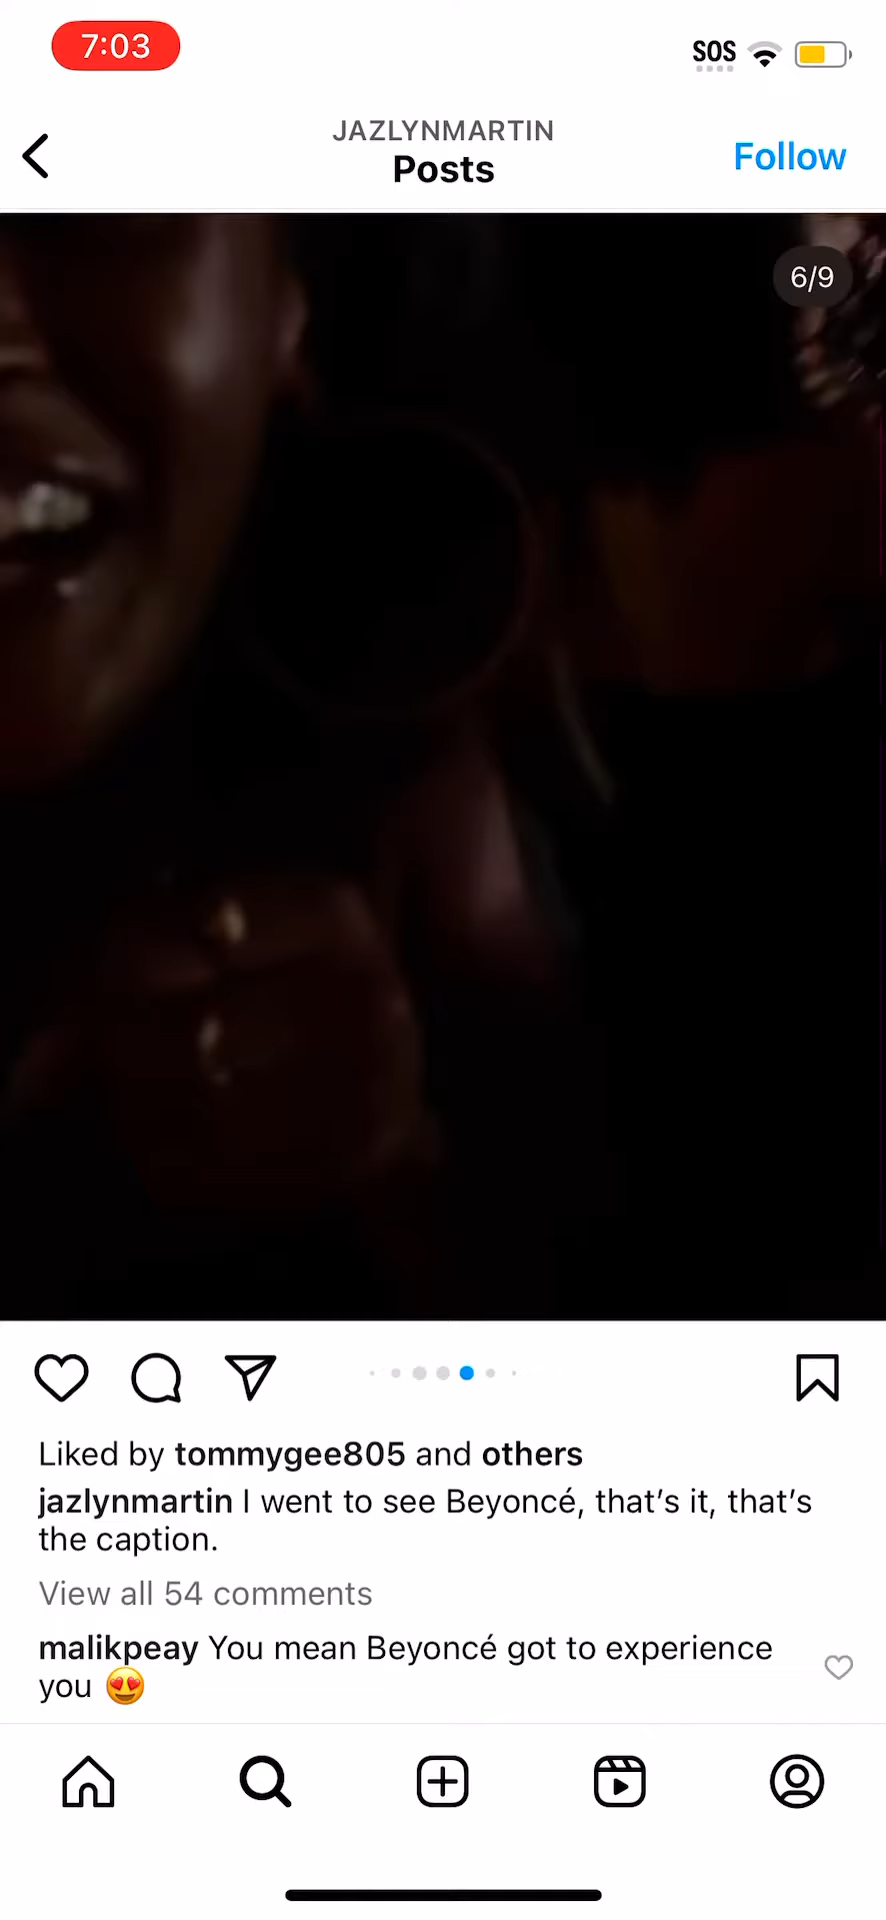 7:03
SOS
JAZLYNMARTIN
Posts
Follow
6/9
Liked by tommygee805 and others
jazlynmartin I went to see Beyoncé, that’s it, that’s
the caption.
View all 54 comments
malikpeay You mean Beyoncé got to experience
you 😍